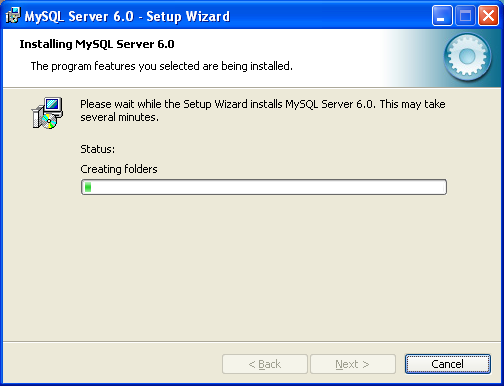 MySQL Server 6.0 - Setup Wizard
Installing MySQL Server 6.0
The program features you selected are being installed.
Please wait while the Setup Wizard installs MySQL Server 6.0. This may take
several minutes.
Status:
Creating folders
< Back Next > Cancel